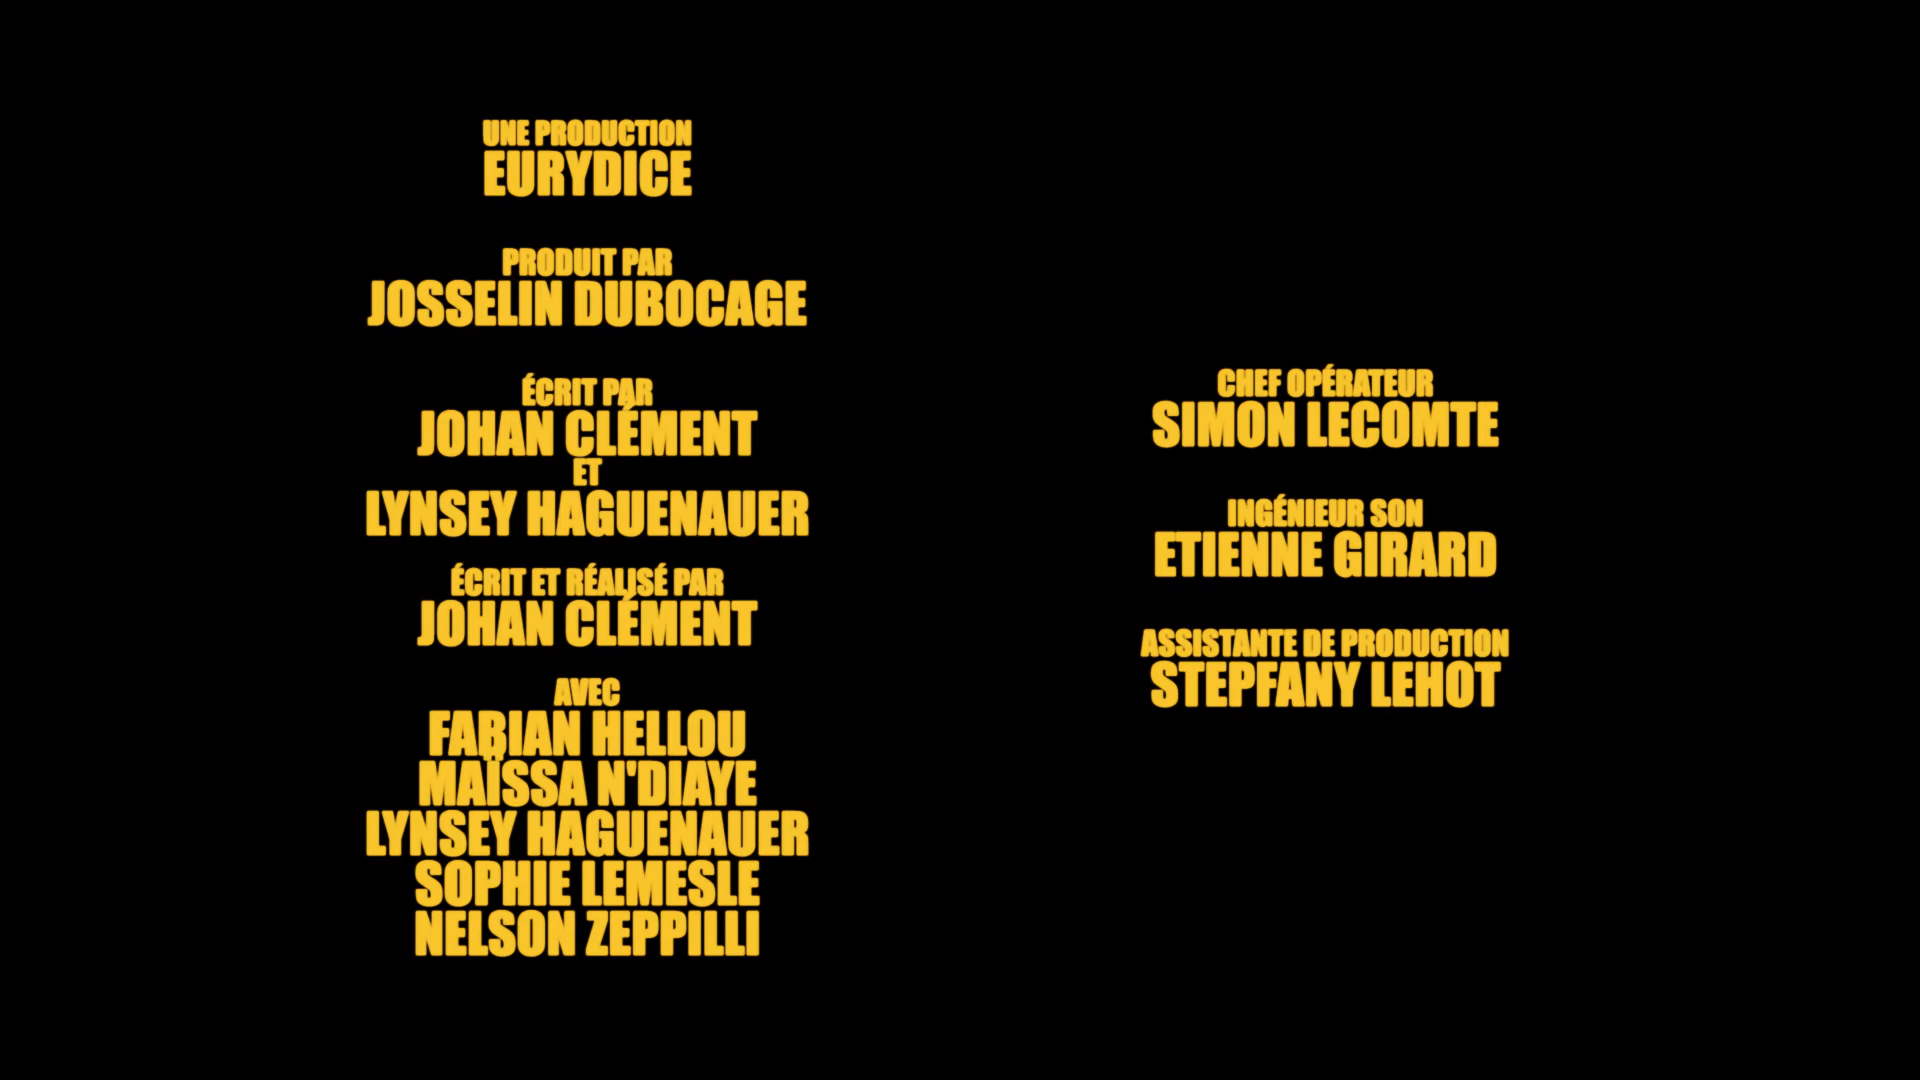 UNE PRODUCTION
EURYDICE
PRODUIT PAR
JOSSELIN DUBOCAGE
ÉCRIT PAR
JOHAN CLÉMENT
ET
LYNSEY HAGUENAUER
ÉCRIT ET RÉALISÉ PAR
JOHAN CLÉMENT
AVEC
FABIAN HELLOU
MAÏSSA N'DIAYE
LYNSEY HAGUENAUER
SOPHIE LEMESLE
NELSON ZEPPILLI
CHEF OPÉRATEUR
SIMON LECOMTE
INGÉNIEUR SON
ETIENNE GIRARD
ASSISTANTE DE PRODUCTION
STEPFANY LEHOT